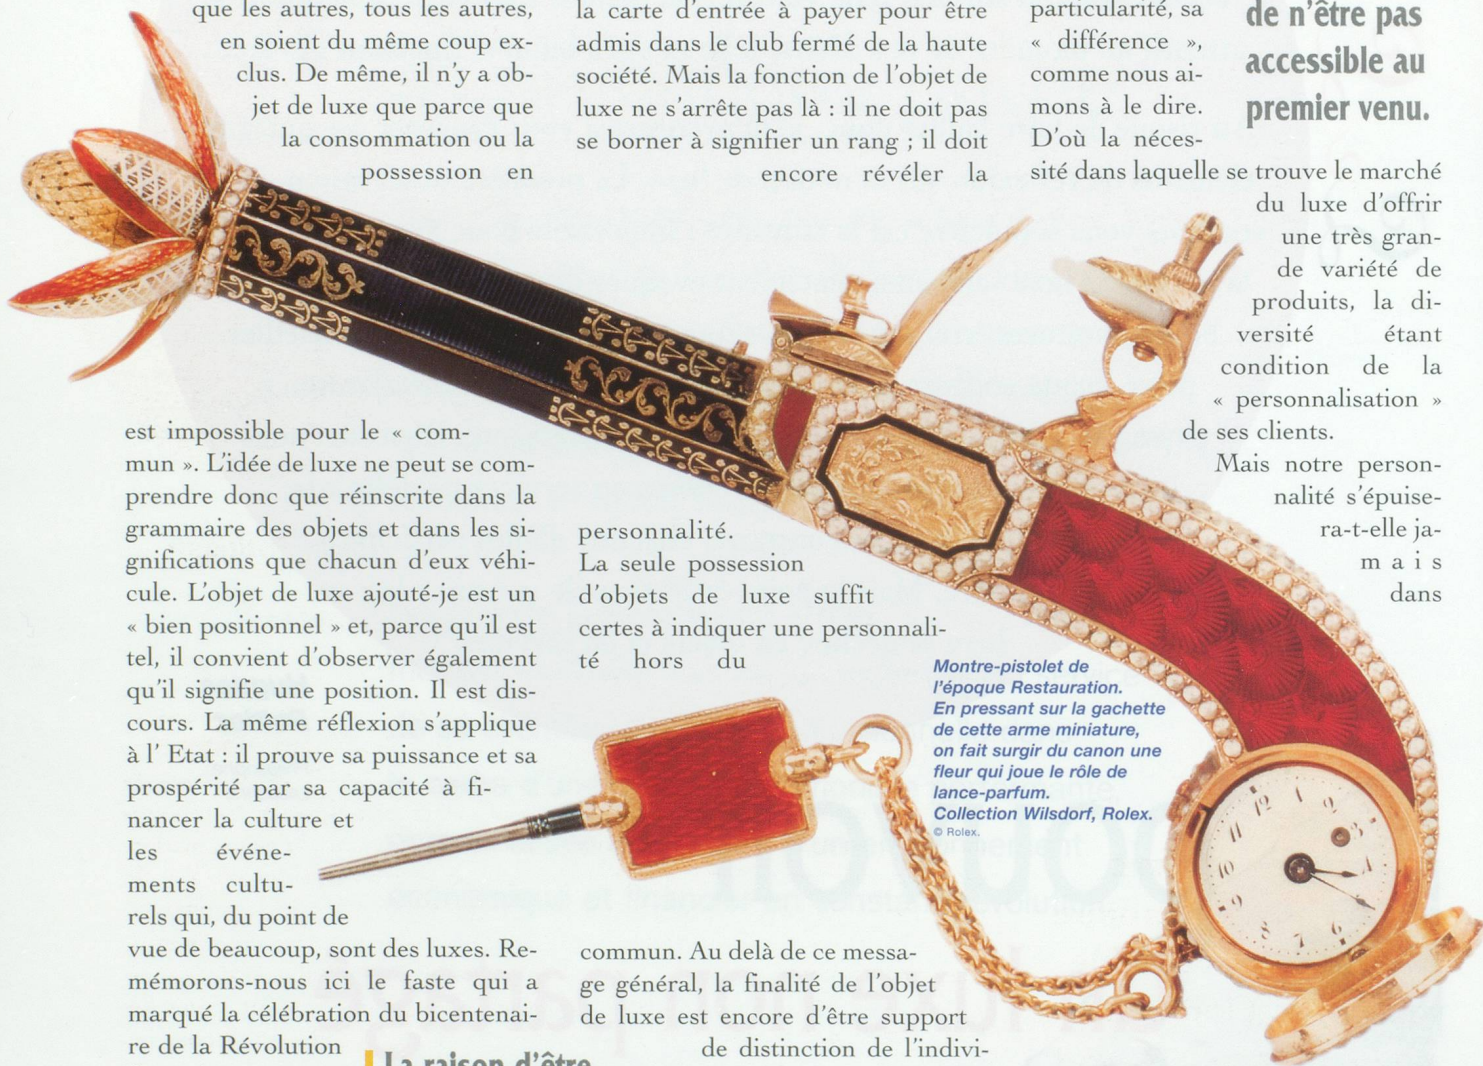 que les autres, tous les autres,
en soient du même coup ex-
clus. De même, il n'y a ob-
jet de luxe que parce que
la consommation ou la
possession en
est impossible pour le « com-
mun ». L'idée de luxe ne peut se com-
prendre donc que réinscrite dans la
grammaire des objets et dans les si-
gnifications que chacun d'eux véhi-
cule. L'objet de luxe ajouté-je est un
« bien positionnel » et, parce qu'il est
tel, il convient d'observer également
qu'il signifie une position. Il est dis-
cours. La même réflexion s'applique
à l' Etat : il prouve sa puissance et sa
prospérité par sa capacité à fi-
nancer la culture et
les événe-
ments cultu-
rels qui, du point de
vue de beaucoup, sont des luxes. Re-
mémorons-nous ici le faste qui a
marqué la célébration du bicentenai-
re de la Révolution
La raison d'être
la carte d'entrée à payer pour être
admis dans le club fermé de la haute
société. Mais la fonction de l'objet de
luxe ne s'arrête pas là : il ne doit pas
se borner à signifier un rang ; il doit
encore révéler la
personnalité.
La seule possession
d'objets de luxe suffit
certes à indiquer une personnali-
té hors du
commun. Au delà de ce messa-
ge général, la finalité de l'objet
de luxe est encore d'être support
de distinction de l'indivi-
Montre-pistolet de
l'époque Restauration.
En pressant sur la gachette
de cette arme miniature,
on fait surgir du canon une
fleur qui joue le rôle de
lance-parfum.
Collection Wilsdorf, Rolex.
© Rolex.
particularité, sa
« différence »,
comme nous ai-
mons à le dire.
D'où la néces-
sité dans laquelle se trouve le marché
du luxe d'offrir
une très gran-
de variété de
produits, la di-
versité étant
condition de la
« personnalisation »
de ses clients.
Mais notre person-
nalité s'épuise-
ra-t-elle ja-
mais
dans
de n'être pas
accessible au
premier venu.